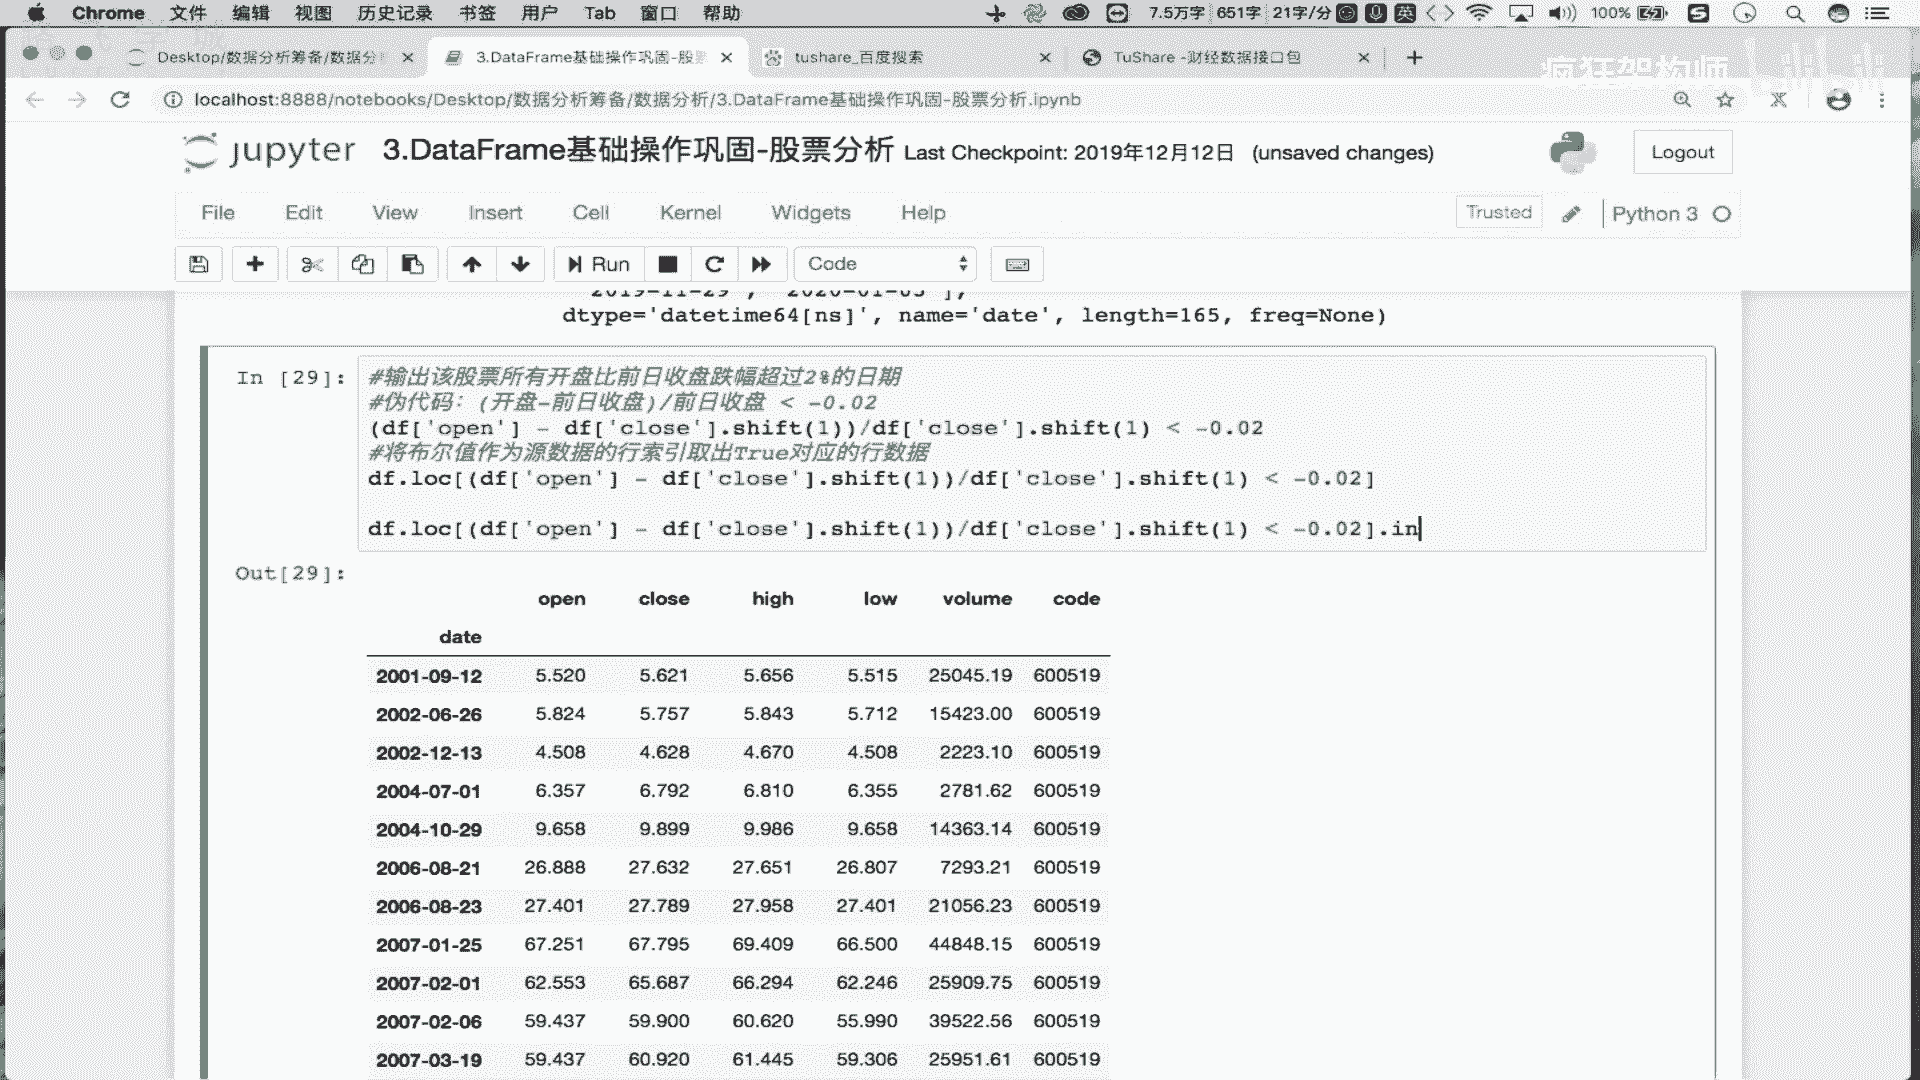 Chrome 文件 编辑 视图 历史记录 书签 用户 Tab 窗口 帮助 7.5万字 651字 21字/分 英 100%
Desktop/数据分析筹备/数据分 3.DataFrame基础操作巩固-股 tushare_百度搜索 TuShare -财经数据接口包
疯狂架构师
localhost:8888/notebooks/Desktop/数据分析筹备/数据分析/3.DataFrame基础操作巩固-股票分析.ipynb
jupyter 3.DataFrame基础操作巩固-股票分析 Last Checkpoint: 2019年12月12日 (unsaved changes) Logout
File Edit View Insert Cell Kernel Widgets Help Trusted Python 3
Run Code
'2019-11-29', '2020-01-03'],
dtype='datetime64[ns]', name='date', length=165, freq=None)
In [29]:
#输出该股票所有开盘比前日收盘跌幅超过2%的日期
#伪代码：(开盘-前日收盘)/前日收盘 < -0.02
(df['open'] - df['close'].shift(1))/df['close'].shift(1) < -0.02
#将布尔值作为源数据的行索引取出True对应的行数据
df.loc[(df['open'] - df['close'].shift(1))/df['close'].shift(1) < -0.02]
df.loc[(df['open'] - df['close'].shift(1))/df['close'].shift(1) < -0.02].in
Out[29]:
open close high low volume code
date
2001-09-12 5.520 5.621 5.656 5.515 25045.19 600519
2002-06-26 5.824 5.757 5.843 5.712 15423.00 600519
2002-12-13 4.508 4.628 4.670 4.508 2223.10 600519
2004-07-01 6.357 6.792 6.810 6.355 2781.62 600519
2004-10-29 9.658 9.899 9.986 9.658 14363.14 600519
2006-08-21 26.888 27.632 27.651 26.807 7293.21 600519
2006-08-23 27.401 27.789 27.958 27.401 21056.23 600519
2007-01-25 67.251 67.795 69.409 66.500 44848.15 600519
2007-02-01 62.553 65.687 66.294 62.246 25909.75 600519
2007-02-06 59.437 59.900 60.620 55.990 39522.56 600519
2007-03-19 59.437 60.920 61.445 59.306 25951.61 600519